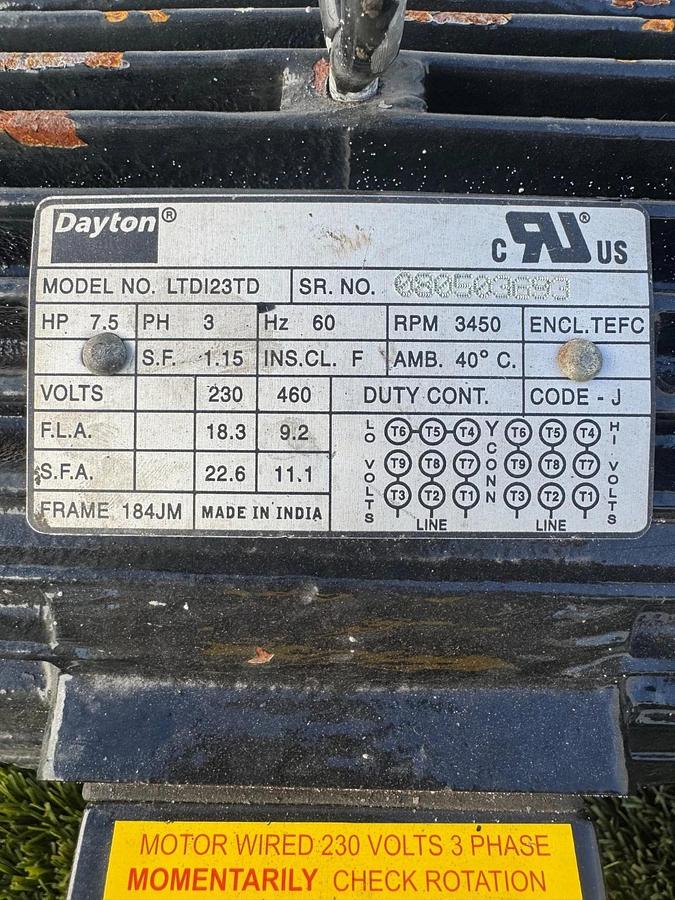 Dayton®
C RU® US
MODEL NO. LTDI23TD SR. NO. 080503693
HP 7.5 PH 3 Hz 60 RPM 3450 ENCL.TEFC
S.F. 1.15 INS.CL. F AMB. 40° C.
VOLTS 230 460 DUTY CONT. CODE - J
F.L.A. 18.3 9.2
S.F.A. 22.6 11.1
FRAME 184JM MADE IN INDIA
LO VOLTS
T6 T5 T4
T9 T8 T7
T3 T2 T1
LINE
Y CONN
T6 T5 T4
T9 T8 T7
T3 T2 T1
LINE
HI VOLTS
MOTOR WIRED 230 VOLTS 3 PHASE
MOMENTARILY CHECK ROTATION